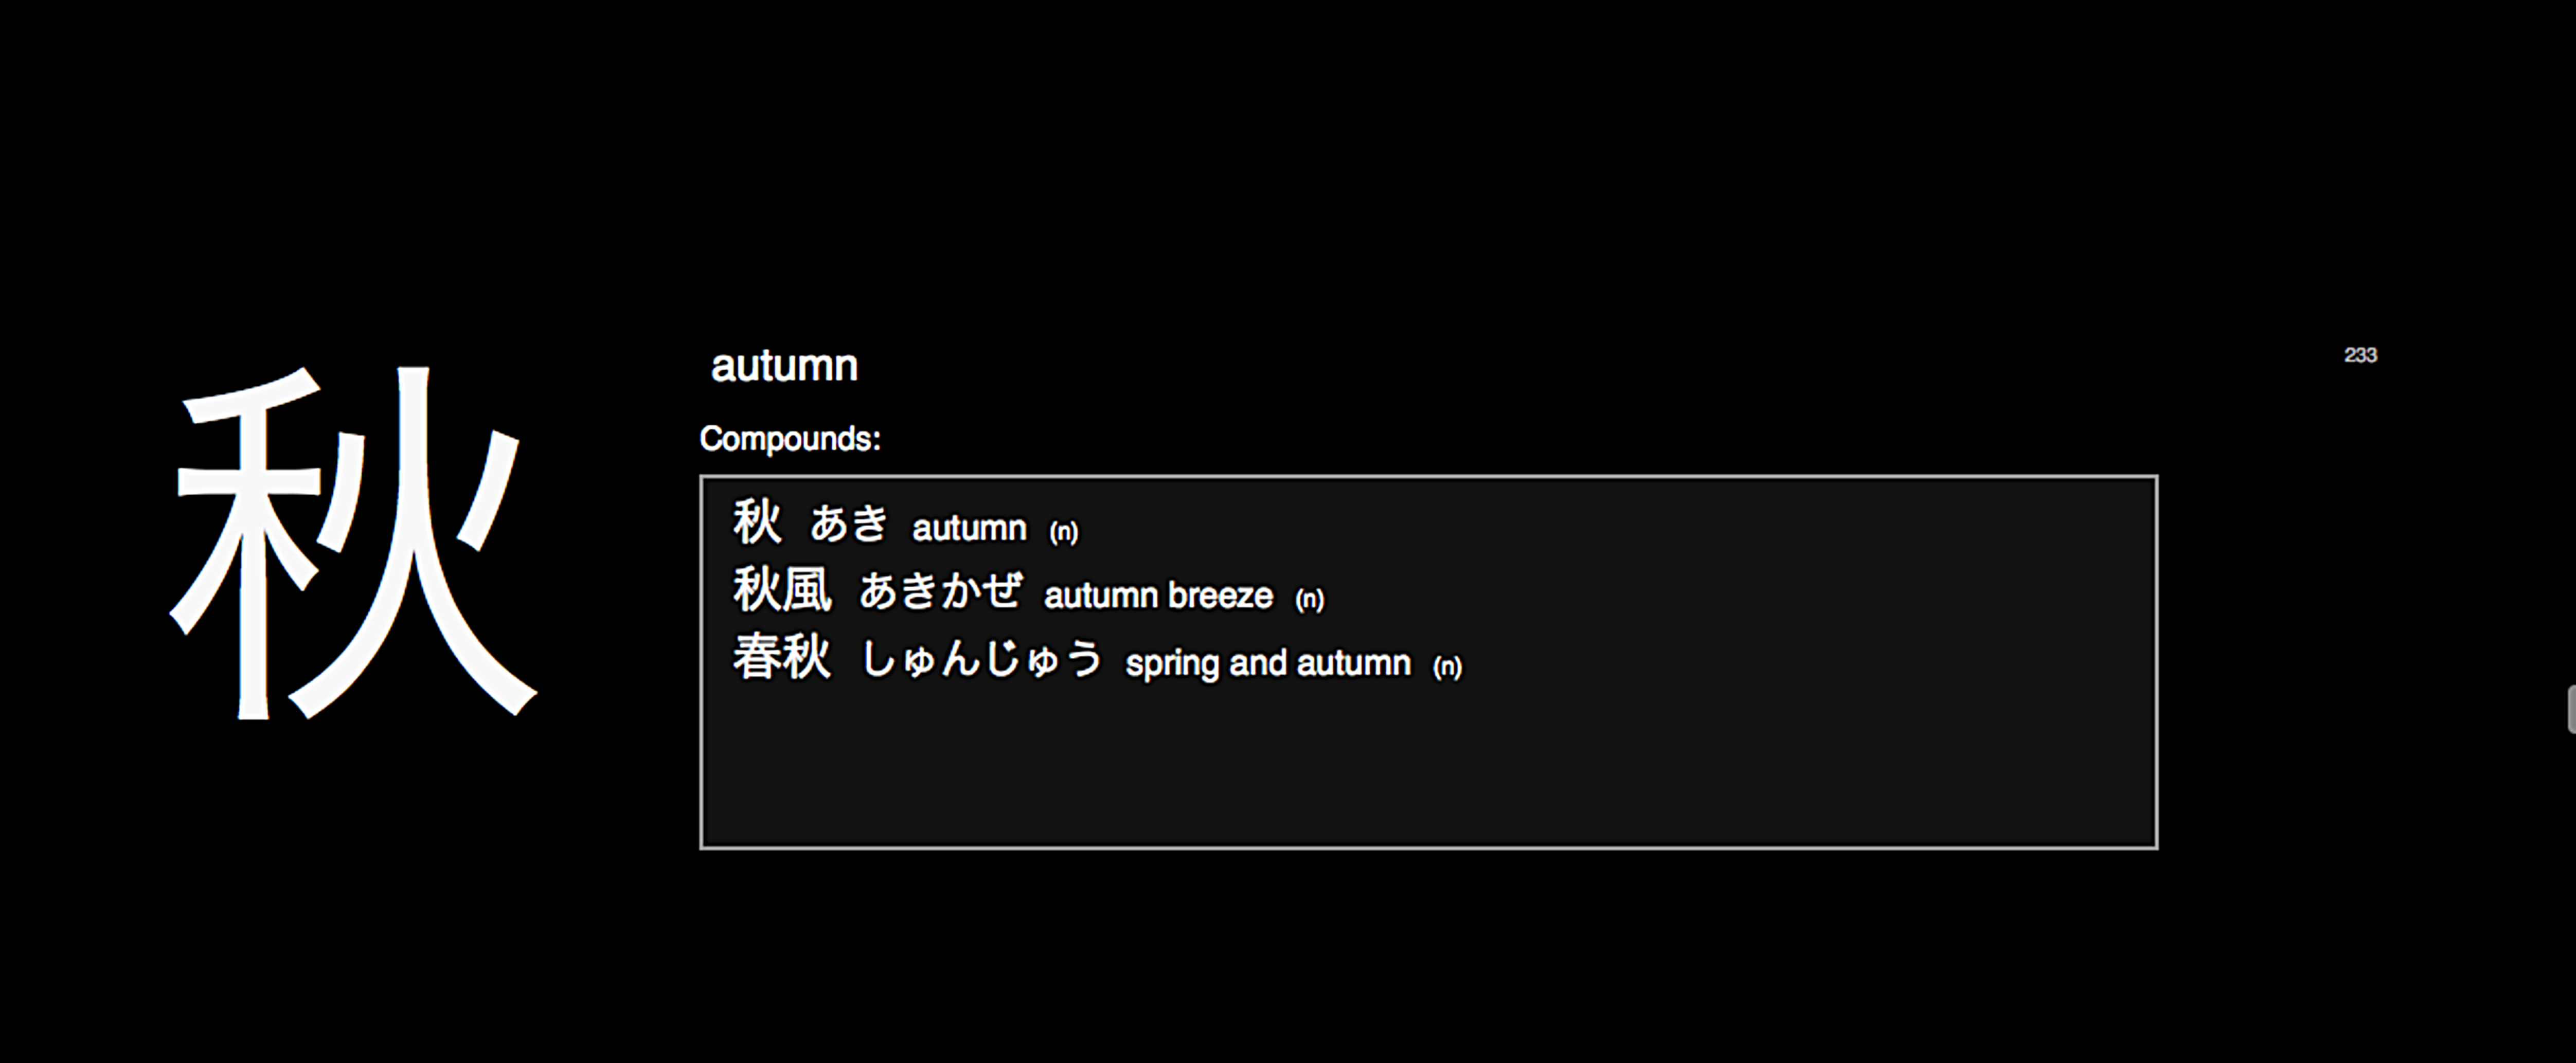 秋
autumn
233
Compounds:
秋 あき autumn (n)
秋風 あきかぜ autumn breeze (n)
春秋 しゅんじゅう spring and autumn (n)